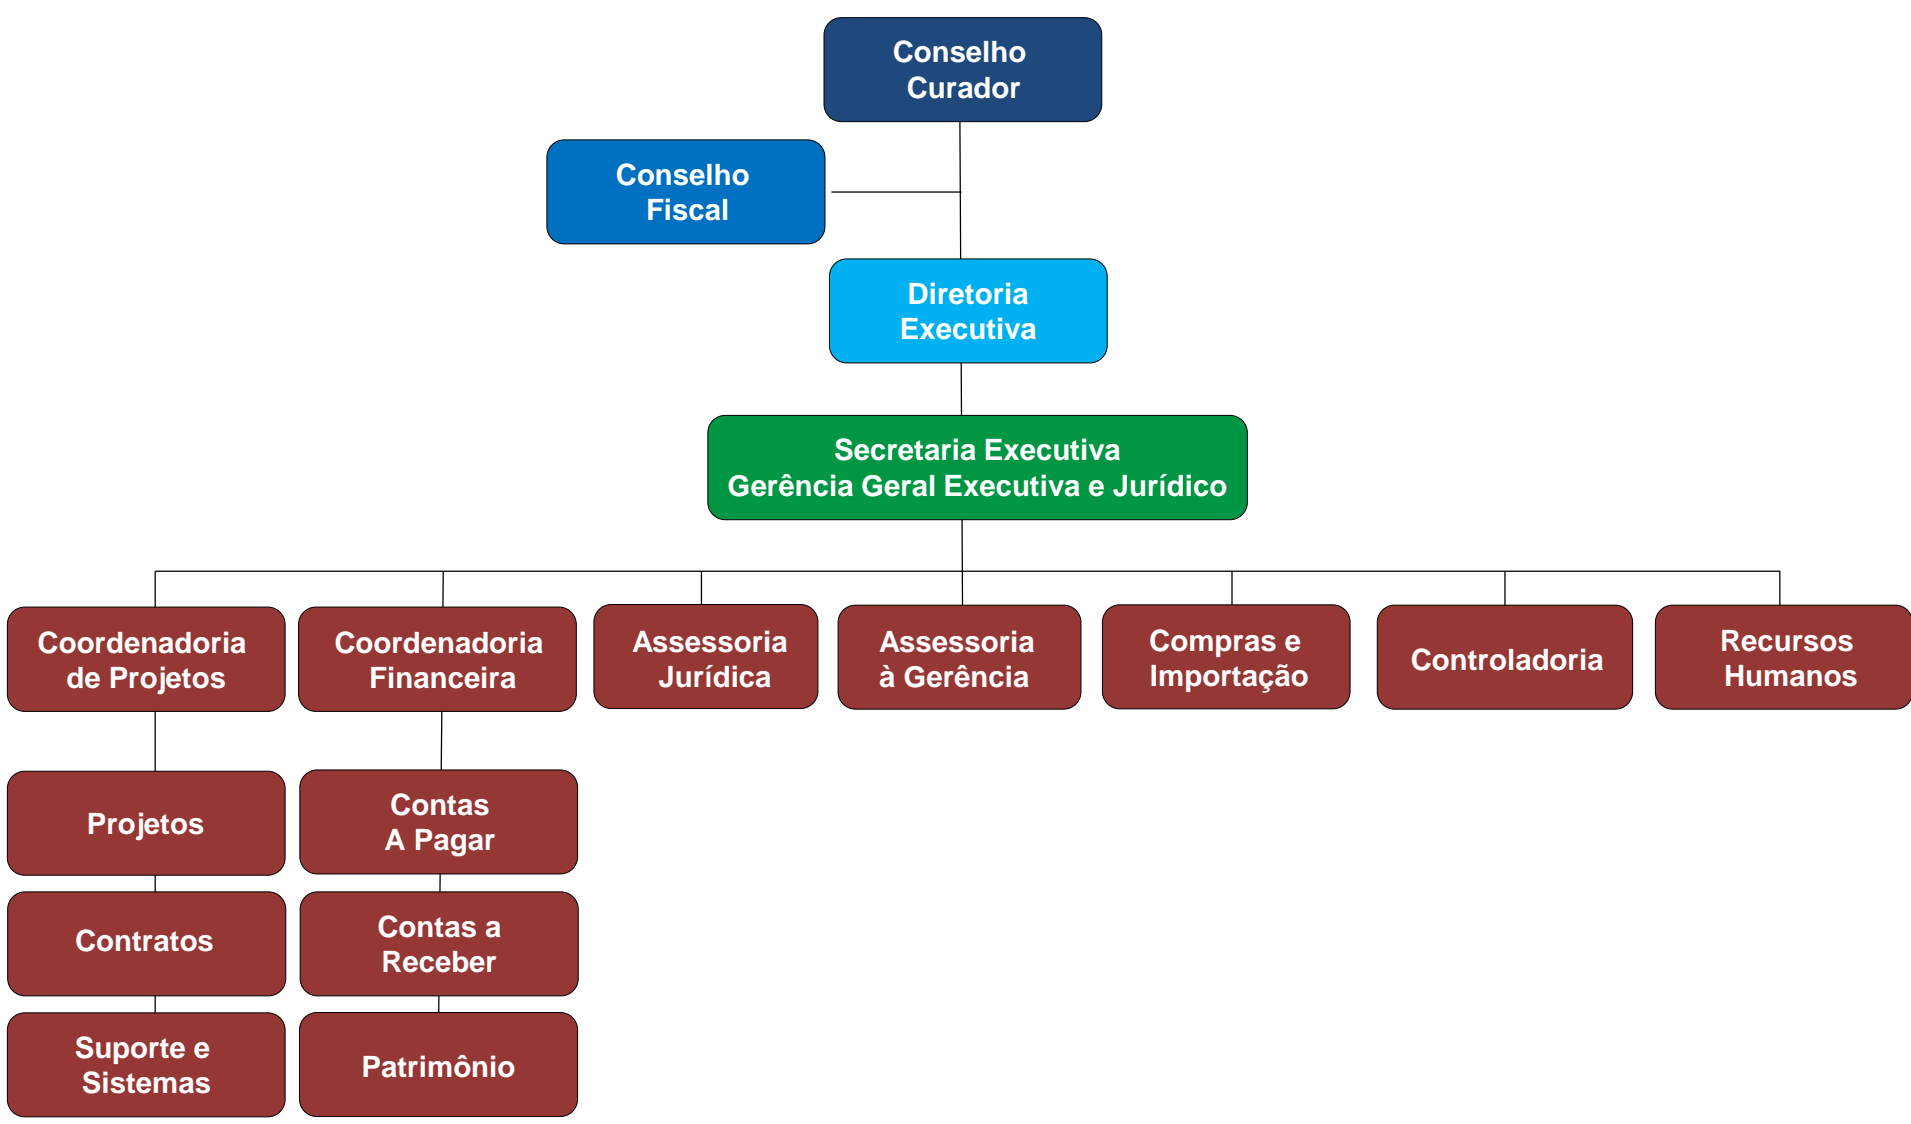 Conselho
Curador
Conselho
Fiscal
Diretoria
Executiva
Secretaria Executiva
Gerência Geral Executiva e Jurídico
Coordenadoria
de Projetos
Coordenadoria
Financeira
Assessoria
Jurídica
Assessoria
à Gerência
Compras e
Importação
Controladoria
Recursos
Humanos
Projetos
Contas
A Pagar
Contratos
Contas a
Receber
Suporte e
Sistemas
Patrimônio